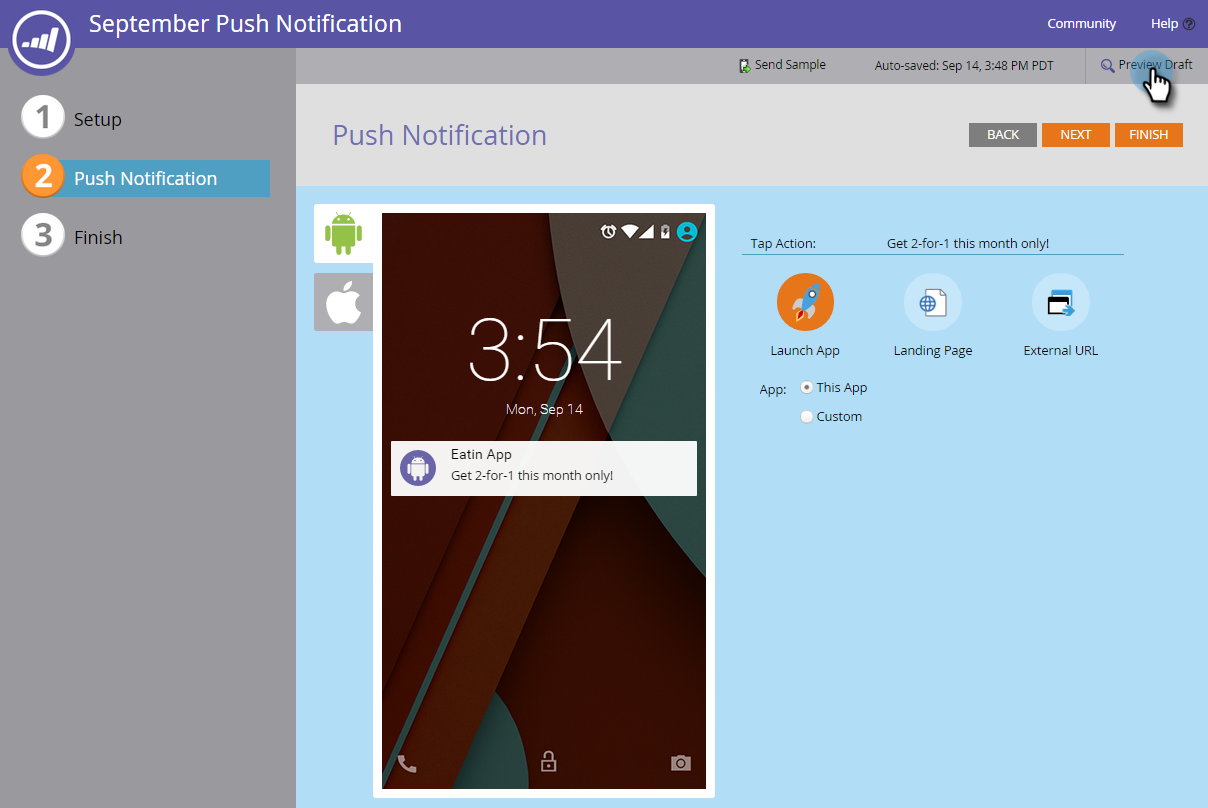 September Push Notification
Community
Help ?
Send Sample
Auto-saved: Sep 14, 3:48 PM PDT
Preview Draft
1 Setup
2 Push Notification
3 Finish
Push Notification
BACK
NEXT
FINISH
3:54
Mon, Sep 14
Eatin App
Get 2-for-1 this month only!
Tap Action:
Get 2-for-1 this month only!
Launch App
Landing Page
External URL
App:
This App
Custom